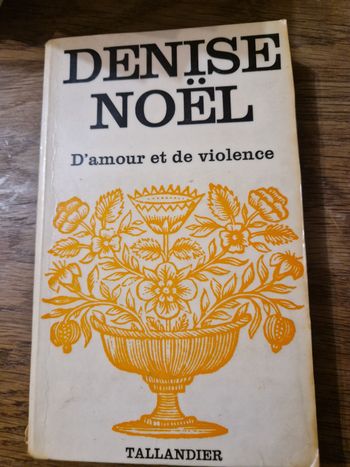 DENISE
NOËL
D'amour et de violence
TALLANDIER